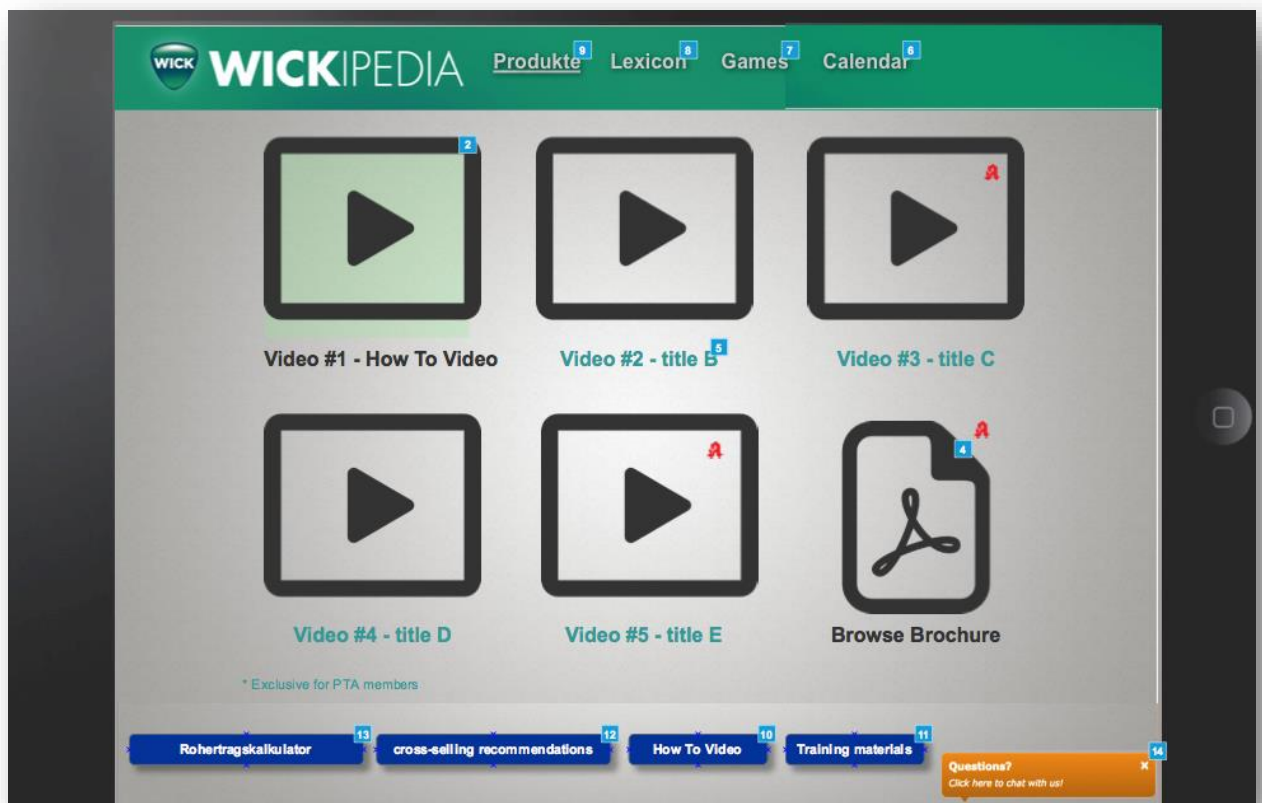 WICK WICKIPEDIA Produkte 9 Lexicon 8 Games 7 Calendar 6
2
Video #1 - How To Video
Video #2 - title B 5
Video #3 - title C
4
Video #4 - title D
Video #5 - title E
Browse Brochure
* Exclusive for PTA members
Rohertragskalkulator 13
cross-selling recommendations 12
How To Video 10
Training materials 11
14
Questions? ×
Click here to chat with us!